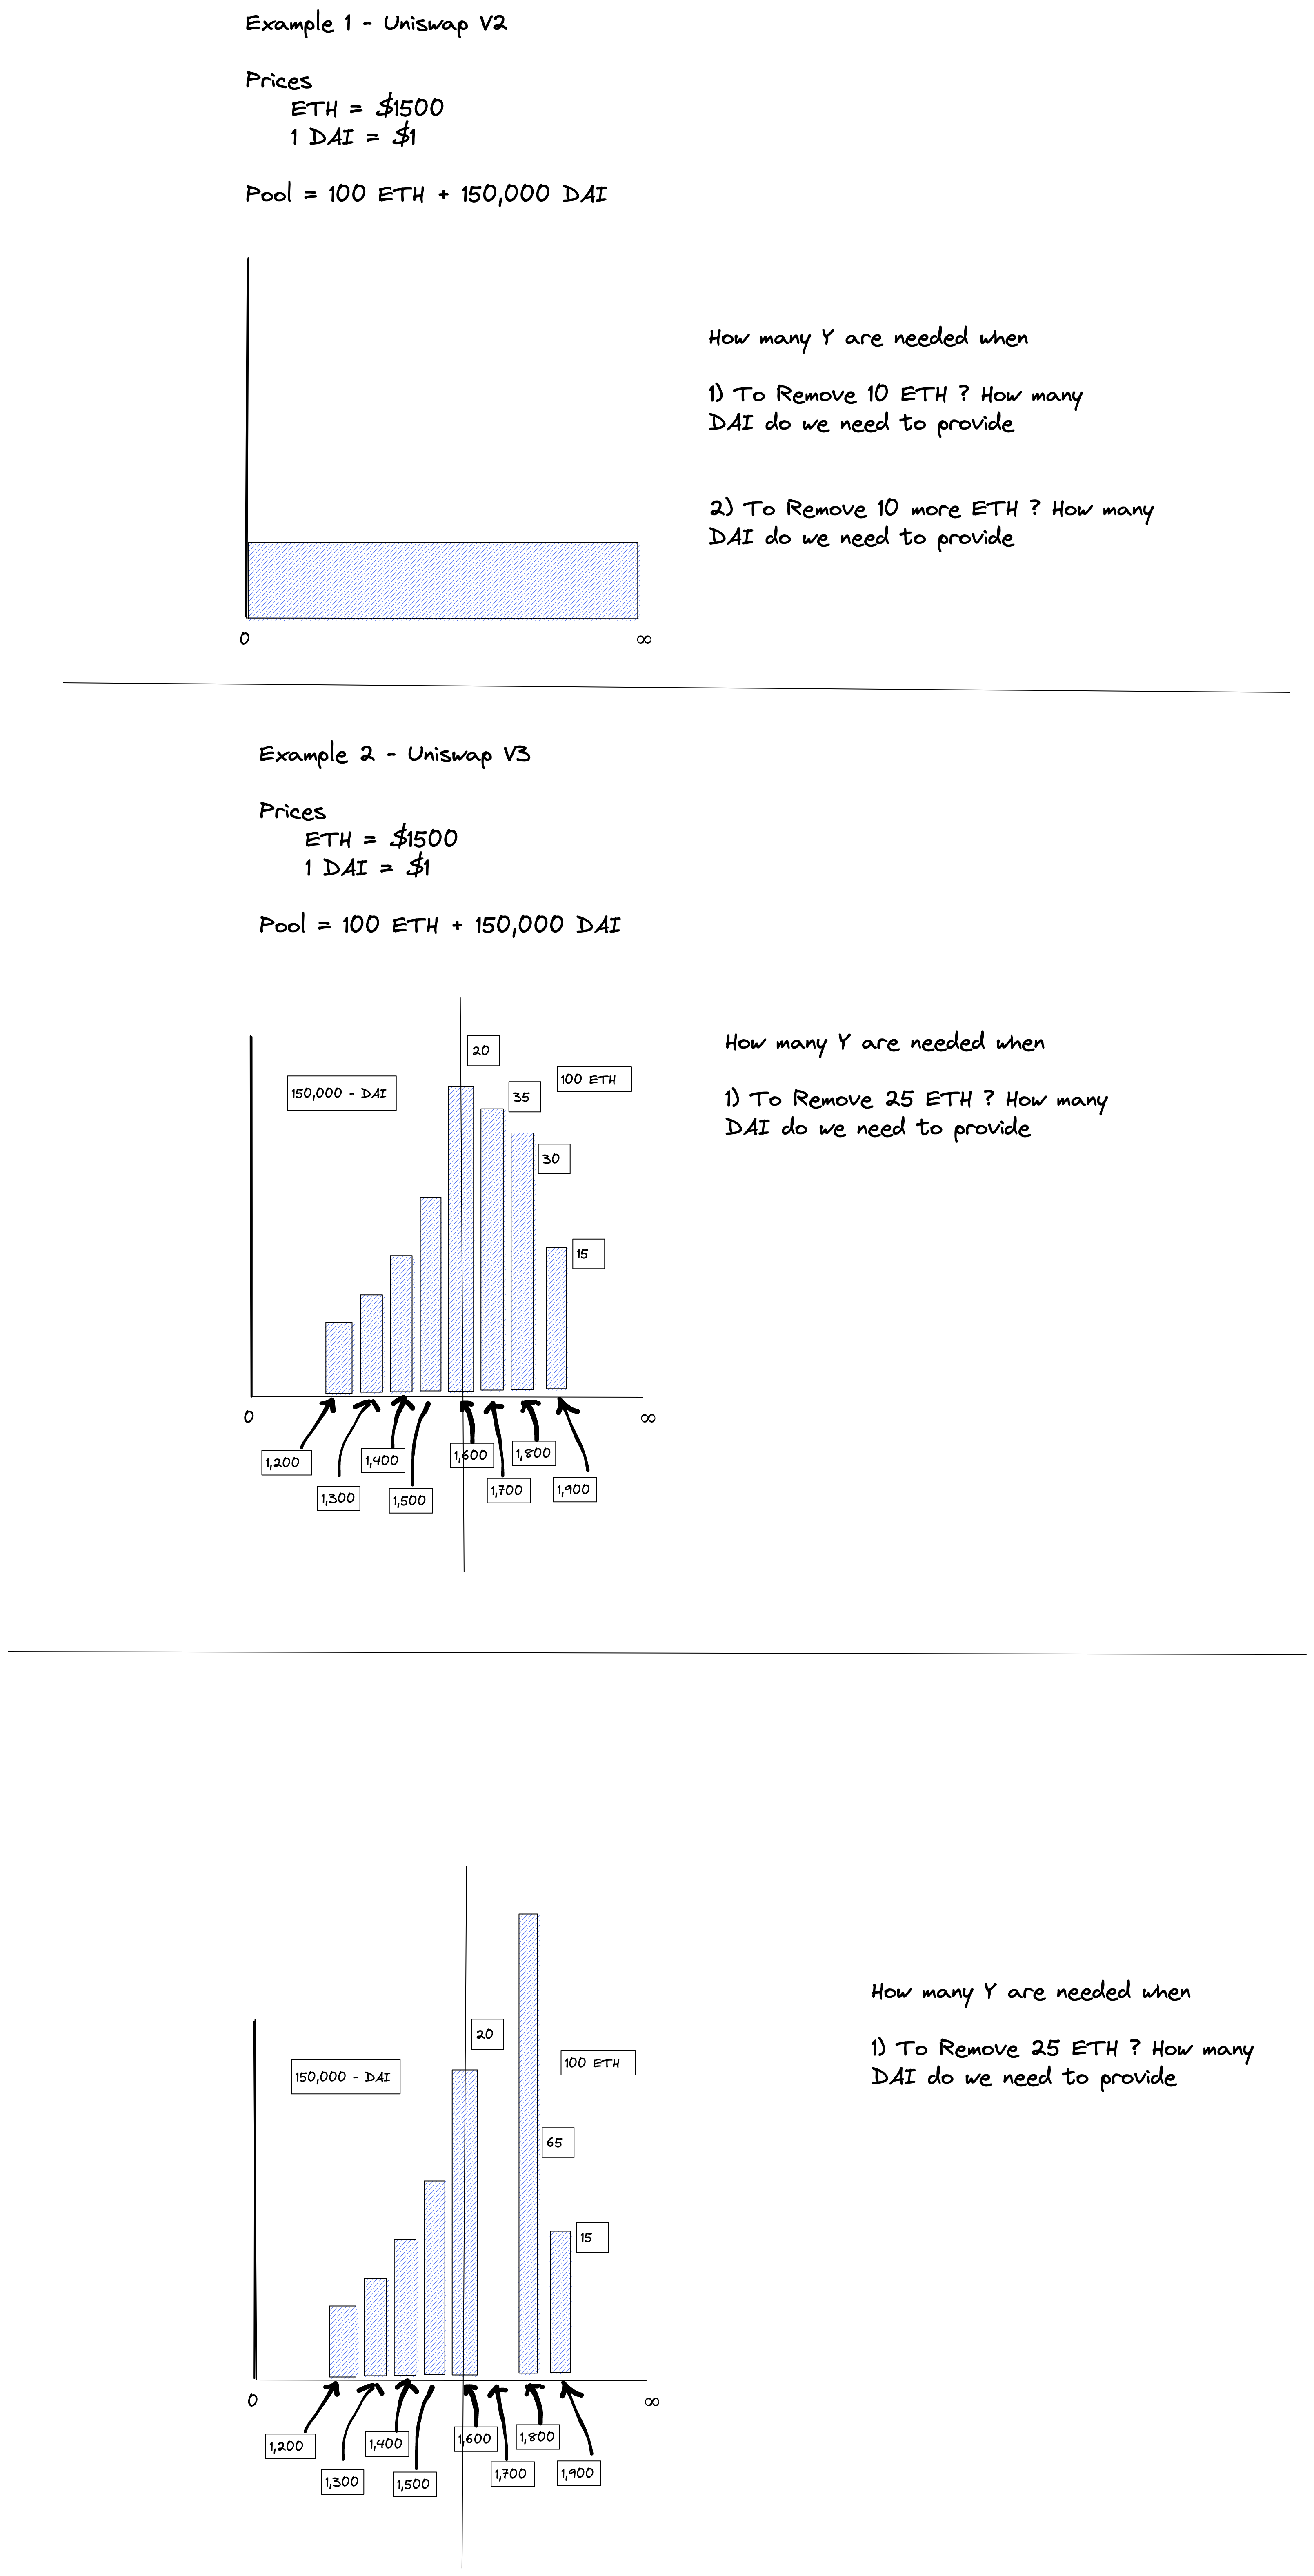 Example 1 - Uniswap V2
Prices
ETH = $1500
1 DAI = $1
Pool = 100 ETH + 150,000 DAI
How many Y are needed when
1) To Remove 10 ETH ? How many
DAI do we need to provide
2) To Remove 10 more ETH ? How many
DAI do we need to provide
0
∞
Example 2 - Uniswap V3
Prices
ETH = $1500
1 DAI = $1
Pool = 100 ETH + 150,000 DAI
How many Y are needed when
1) To Remove 25 ETH ? How many
DAI do we need to provide
20
150,000 - DAI
100 ETH
35
30
15
0
∞
1,200
1,300
1,400
1,500
1,600
1,700
1,800
1,900
How many Y are needed when
1) To Remove 25 ETH ? How many
DAI do we need to provide
20
150,000 - DAI
100 ETH
65
15
0
∞
1,200
1,300
1,400
1,500
1,600
1,700
1,800
1,900